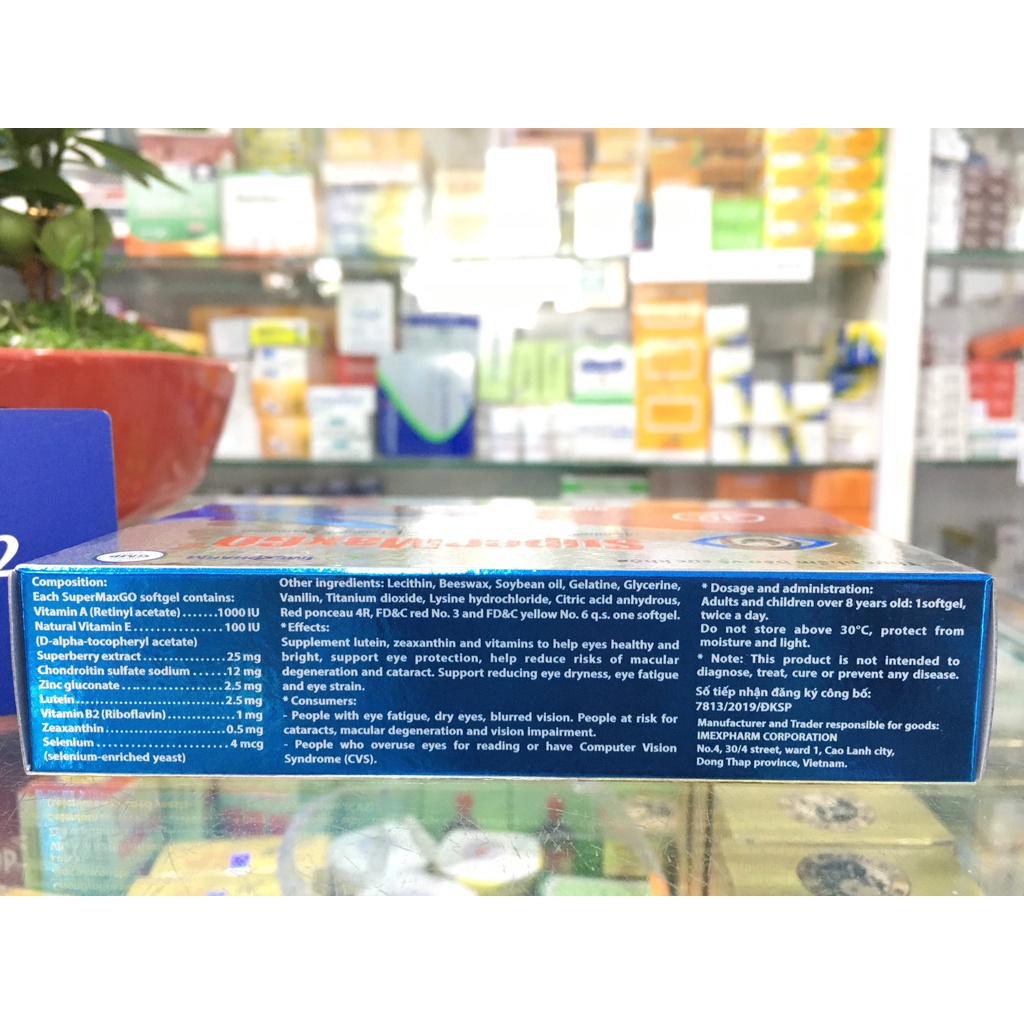 SuperMaxGO
GMP
Composition:
Each SuperMaxGO softgel contains:
Vitamin A (Retinyl acetate)......1000 IU
Natural Vitamin E....................100 IU
(D-alpha-tocopheryl acetate)
Superberry extract....................25 mg
Chondroitin sulfate sodium.......12 mg
Zinc gluconate........................2.5 mg
Lutein.....................................2.5 mg
Vitamin B2 (Riboflavin)..............1 mg
Zeaxanthin..............................0.5 mg
Selenium...................................4 mcg
(selenium-enriched yeast)
Other ingredients: Lecithin, Beeswax, Soybean oil, Gelatine, Glycerine,
Vanilin, Titanium dioxide, Lysine hydrochloride, Citric acid anhydrous,
Red ponceau 4R, FD&C red No. 3 and FD&C yellow No. 6 q.s. one softgel.
* Effects:
Supplement lutein, zeaxanthin and vitamins to help eyes healthy and
bright, support eye protection, help reduce risks of macular
degeneration and cataract. Support reducing eye dryness, eye fatigue
and eye strain.
* Consumers:
- People with eye fatigue, dry eyes, blurred vision. People at risk for
cataracts, macular degeneration and vision impairment.
- People who overuse eyes for reading or have Computer Vision
Syndrome (CVS).
* Dosage and administration:
Adults and children over 8 years old: 1softgel,
twice a day.
Do not store above 30°C, protect from
moisture and light.
* Note: This product is not intended to
diagnose, treat, cure or prevent any disease.
Số tiếp nhận đăng ký công bố:
7813/2019/ĐKSP
Manufacturer and Trader responsible for goods:
IMEXPHARM CORPORATION
No.4, 30/4 street, ward 1, Cao Lanh city,
Dong Thap province, Vietnam.